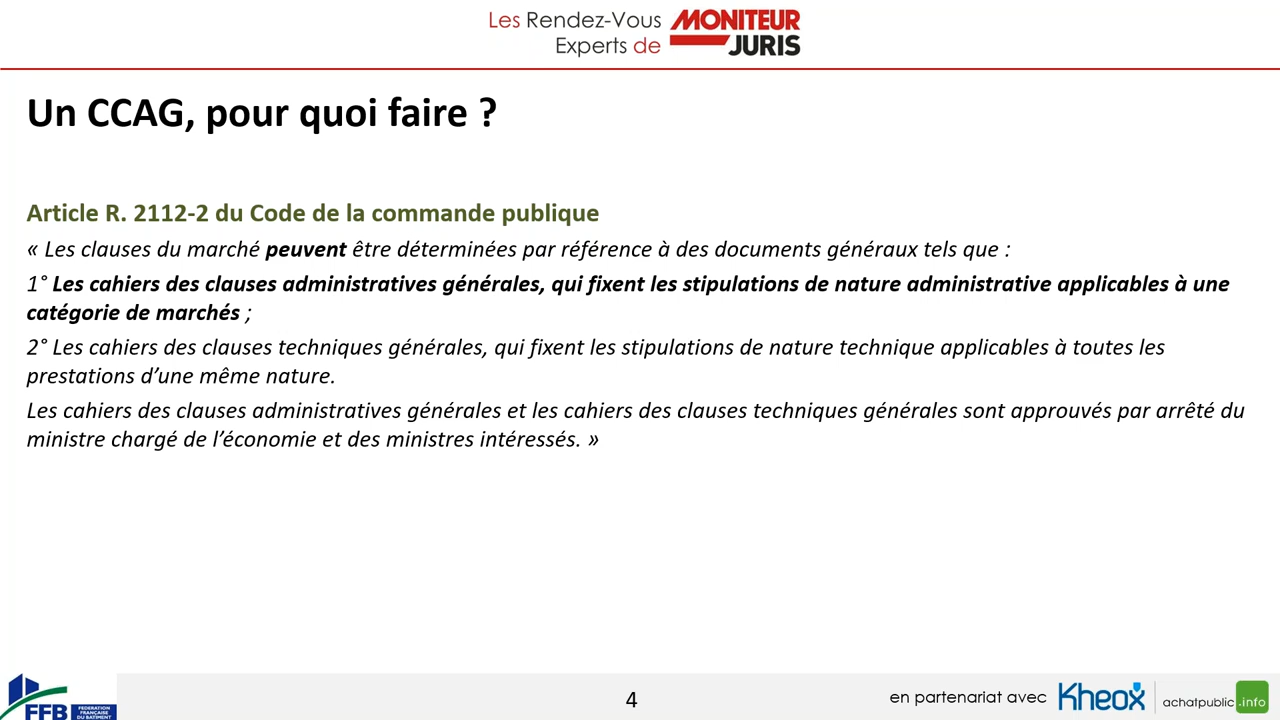 Les Rendez-Vous
Experts de
MONITEUR
JURIS
Un CCAG, pour quoi faire ?
Article R. 2112-2 du Code de la commande publique
« Les clauses du marché peuvent être déterminées par référence à des documents généraux tels que :
1° Les cahiers des clauses administratives générales, qui fixent les stipulations de nature administrative applicables à une
catégorie de marchés ;
2° Les cahiers des clauses techniques générales, qui fixent les stipulations de nature technique applicables à toutes les
prestations d’une même nature.
Les cahiers des clauses administratives générales et les cahiers des clauses techniques générales sont approuvés par arrêté du
ministre chargé de l’économie et des ministres intéressés. »
FFB
FEDERATION
FRANÇAISE
DU BÂTIMENT
4
en partenariat avec
Kheox
achatpublic.info